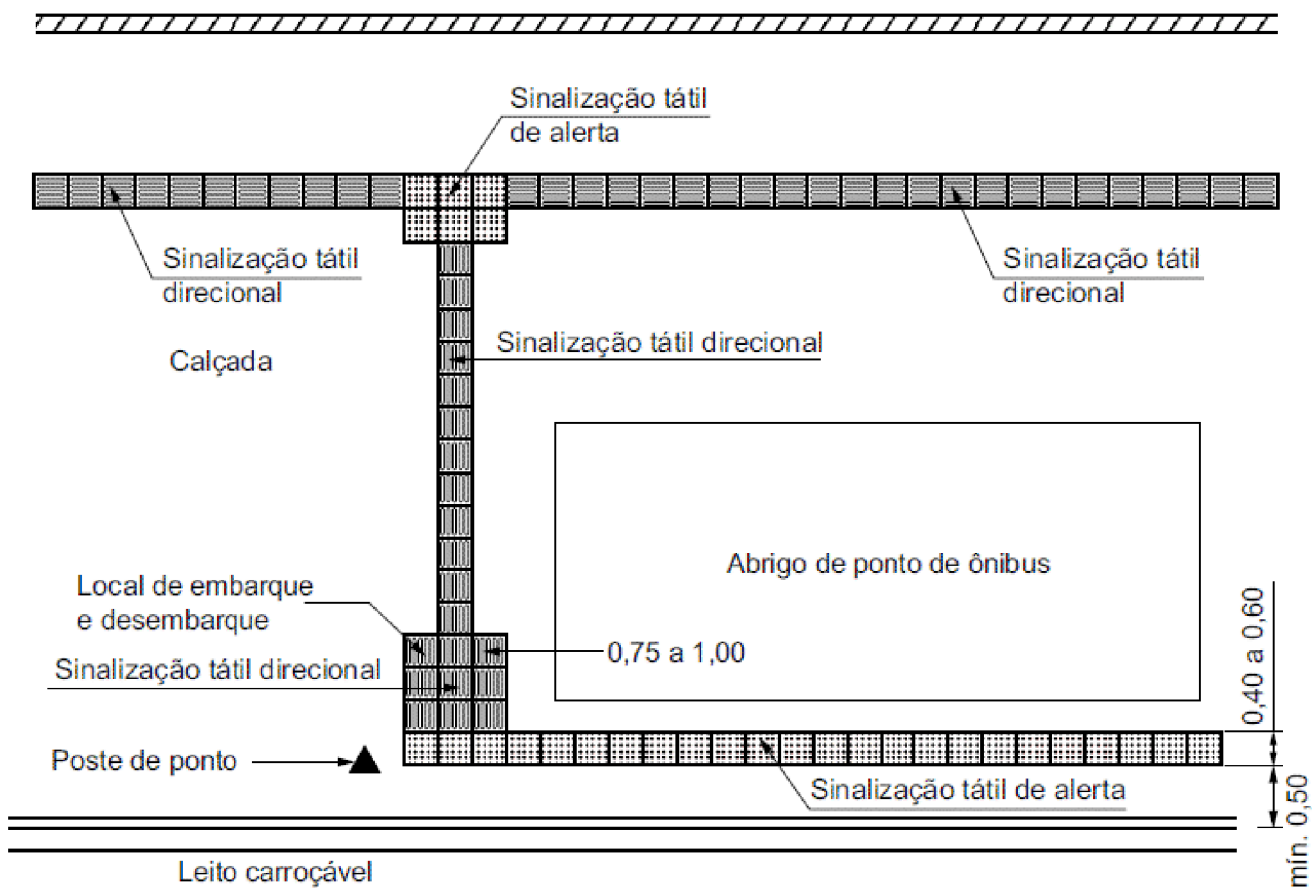 Sinalização tátil
de alerta
Sinalização tátil
direcional
Sinalização tátil
direcional
Calçada
Sinalização tátil direcional
Abrigo de ponto de ônibus
Local de embarque
e desembarque
0,75 a 1,00
Sinalização tátil direcional
0,40 a 0,60
Poste de ponto
Sinalização tátil de alerta
mín. 0,50
Leito carroçável